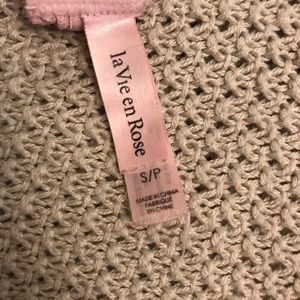 la Vie en Rose
S/P
MADE IN CHINA
FABRIQUÉ
EN CHINE